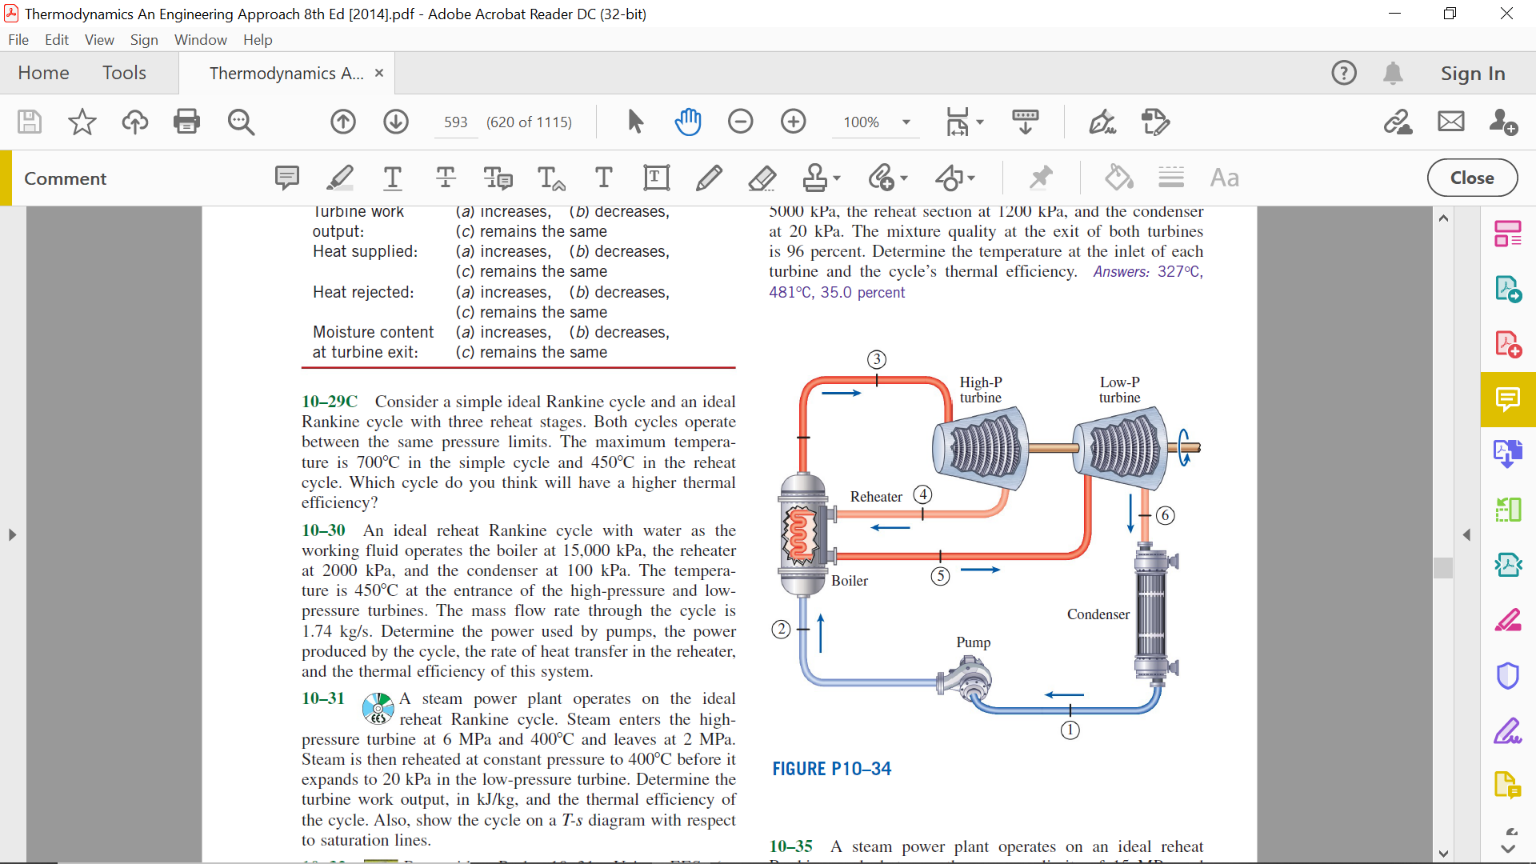 Thermodynamics An Engineering Approach 8th Ed [2014].pdf - Adobe Acrobat Reader DC (32-bit)
File Edit View Sign Window Help
Home Tools Thermodynamics A... × Sign In
593 (620 of 1115) 100%
Comment
T T T T T T Aa Close
Turbine work (a) increases, (b) decreases,
output: (c) remains the same
Heat supplied: (a) increases, (b) decreases,
(c) remains the same
Heat rejected: (a) increases, (b) decreases,
(c) remains the same
Moisture content (a) increases, (b) decreases,
at turbine exit: (c) remains the same
10–29C Consider a simple ideal Rankine cycle and an ideal
Rankine cycle with three reheat stages. Both cycles operate
between the same pressure limits. The maximum tempera-
ture is 700°C in the simple cycle and 450°C in the reheat
cycle. Which cycle do you think will have a higher thermal
efficiency?
10–30 An ideal reheat Rankine cycle with water as the
working fluid operates the boiler at 15,000 kPa, the reheater
at 2000 kPa, and the condenser at 100 kPa. The tempera-
ture is 450°C at the entrance of the high-pressure and low-
pressure turbines. The mass flow rate through the cycle is
1.74 kg/s. Determine the power used by pumps, the power
produced by the cycle, the rate of heat transfer in the reheater,
and the thermal efficiency of this system.
10–31 EES A steam power plant operates on the ideal
reheat Rankine cycle. Steam enters the high-
pressure turbine at 6 MPa and 400°C and leaves at 2 MPa.
Steam is then reheated at constant pressure to 400°C before it
expands to 20 kPa in the low-pressure turbine. Determine the
turbine work output, in kJ/kg, and the thermal efficiency of
the cycle. Also, show the cycle on a T-s diagram with respect
to saturation lines.
5000 kPa, the reheat section at 1200 kPa, and the condenser
at 20 kPa. The mixture quality at the exit of both turbines
is 96 percent. Determine the temperature at the inlet of each
turbine and the cycle's thermal efficiency. Answers: 327°C,
481°C, 35.0 percent
3
High-P
turbine
Low-P
turbine
Reheater 4
6
5
Boiler
Condenser
2
Pump
1
FIGURE P10–34
10–35 A steam power plant operates on an ideal reheat